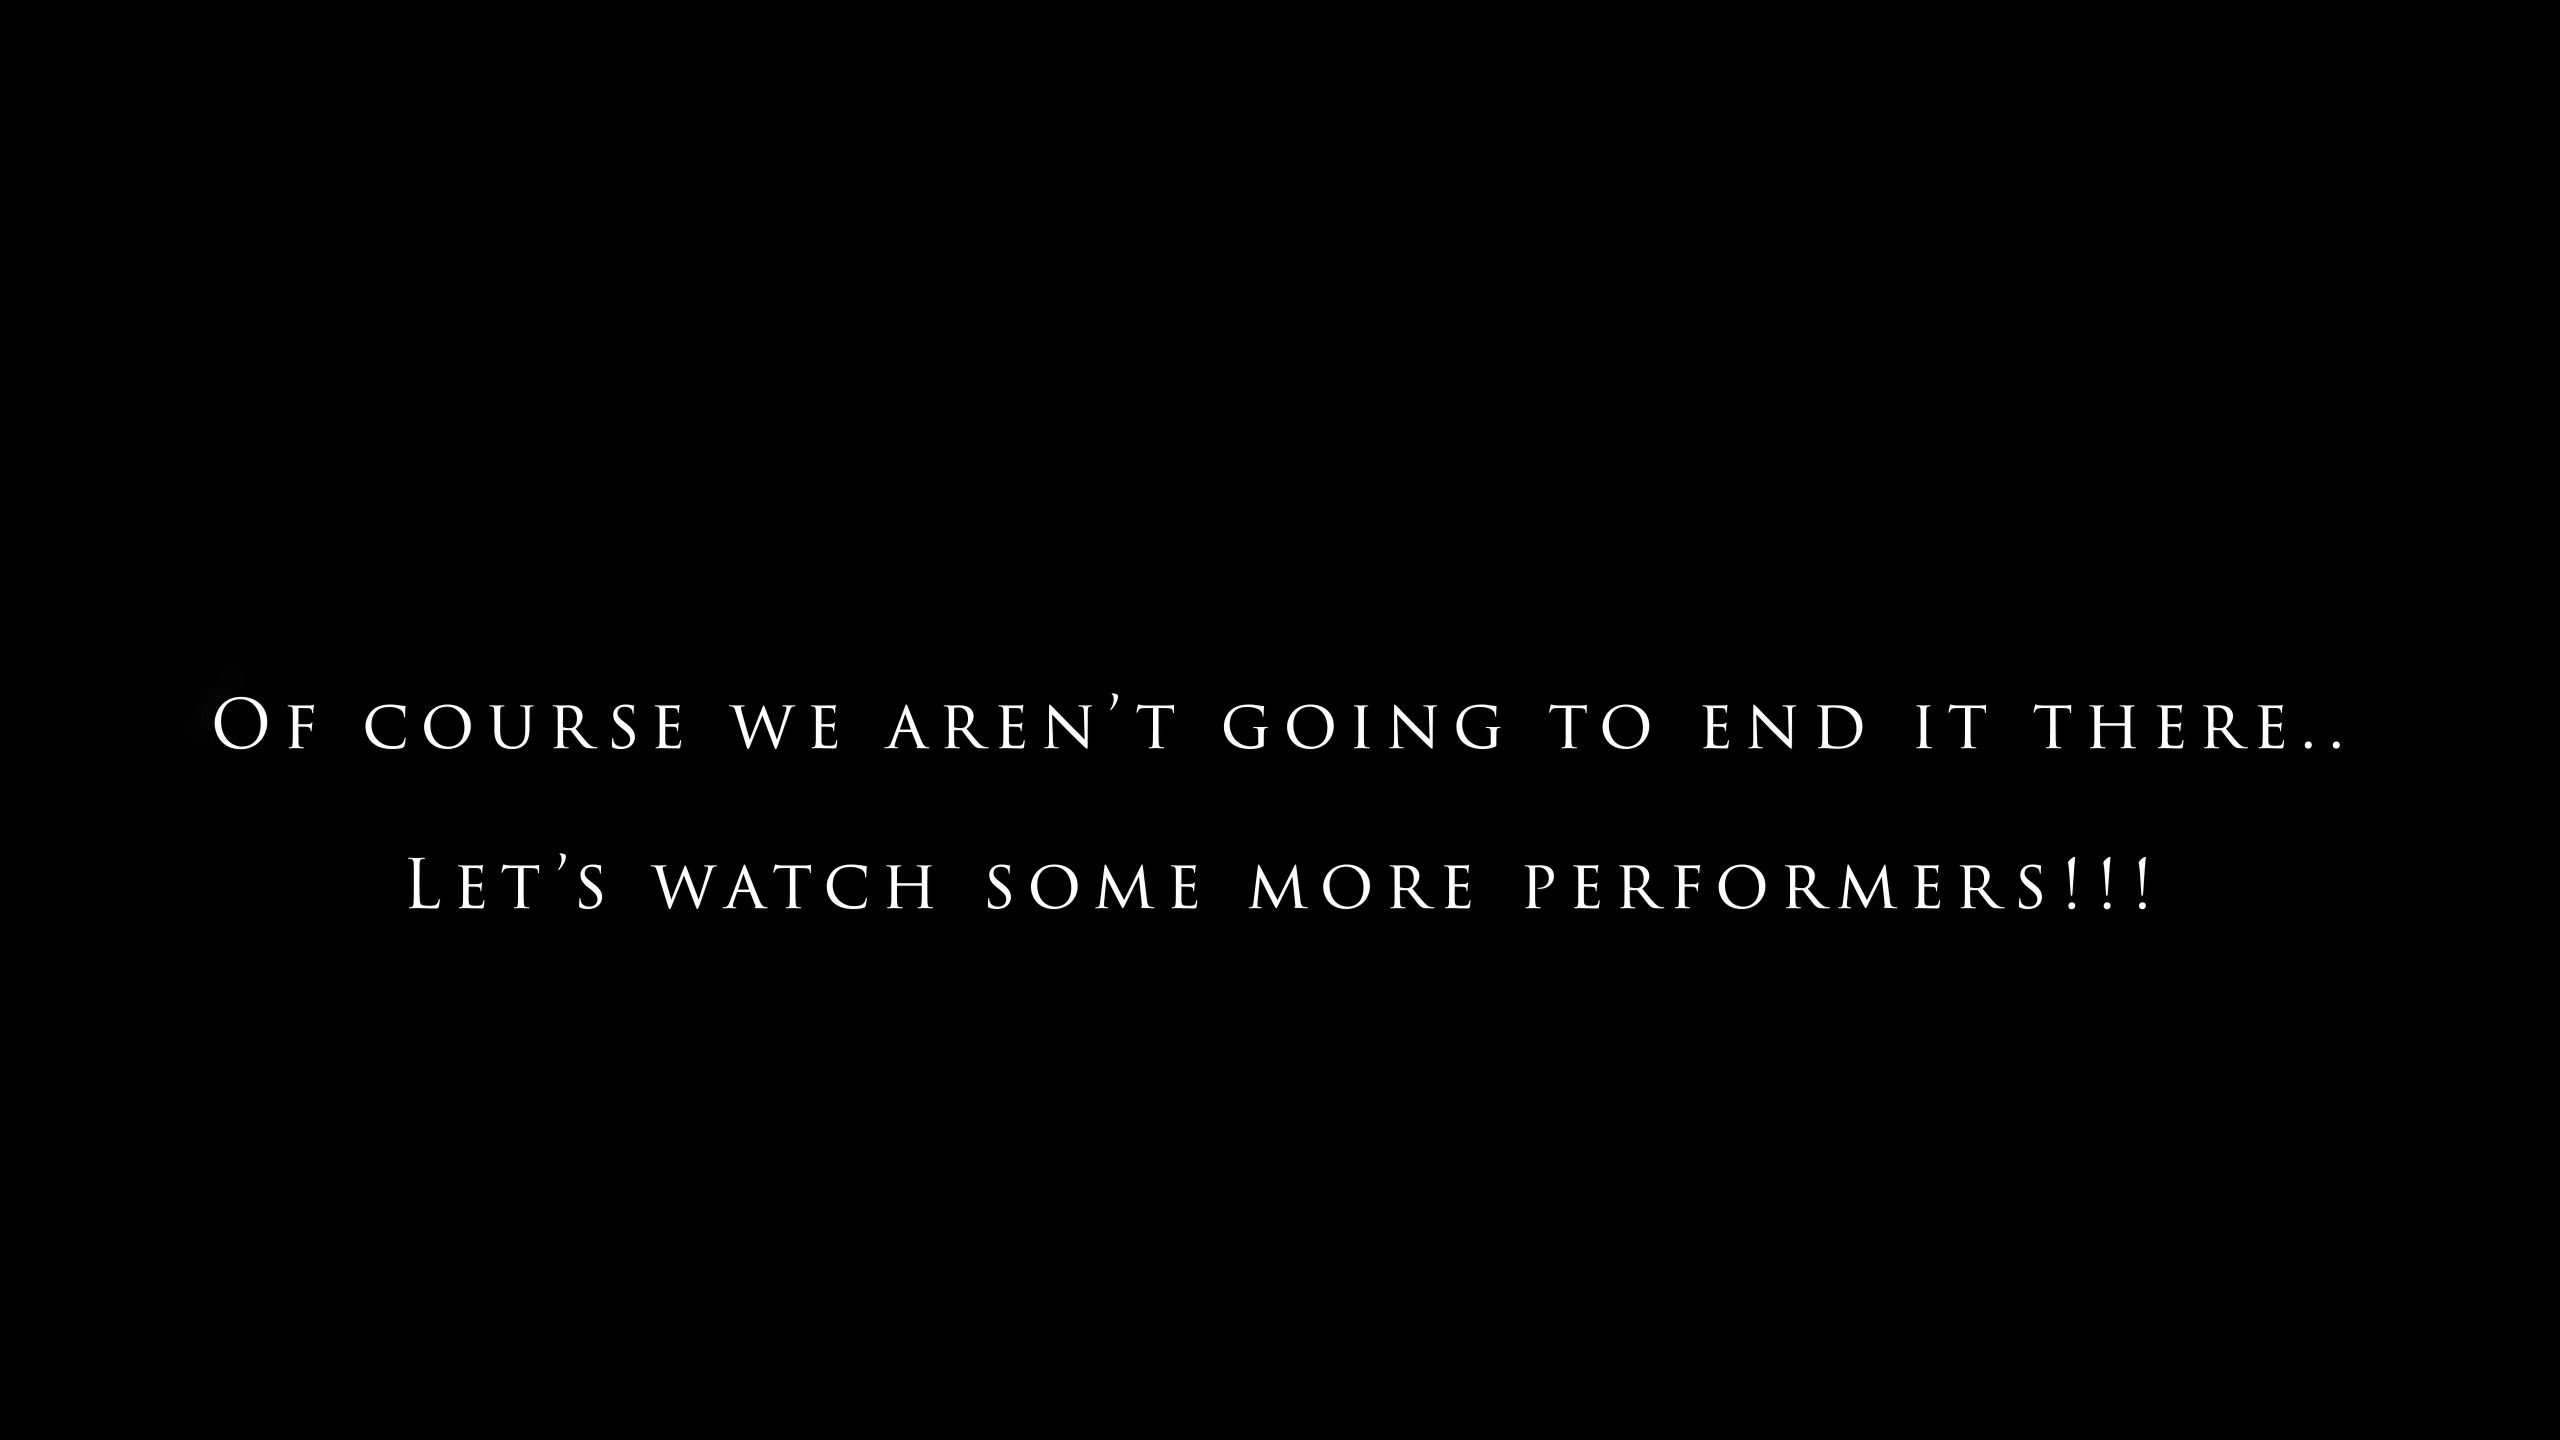 Of course we aren’t going to end it there..
Let’s watch some more performers!!!